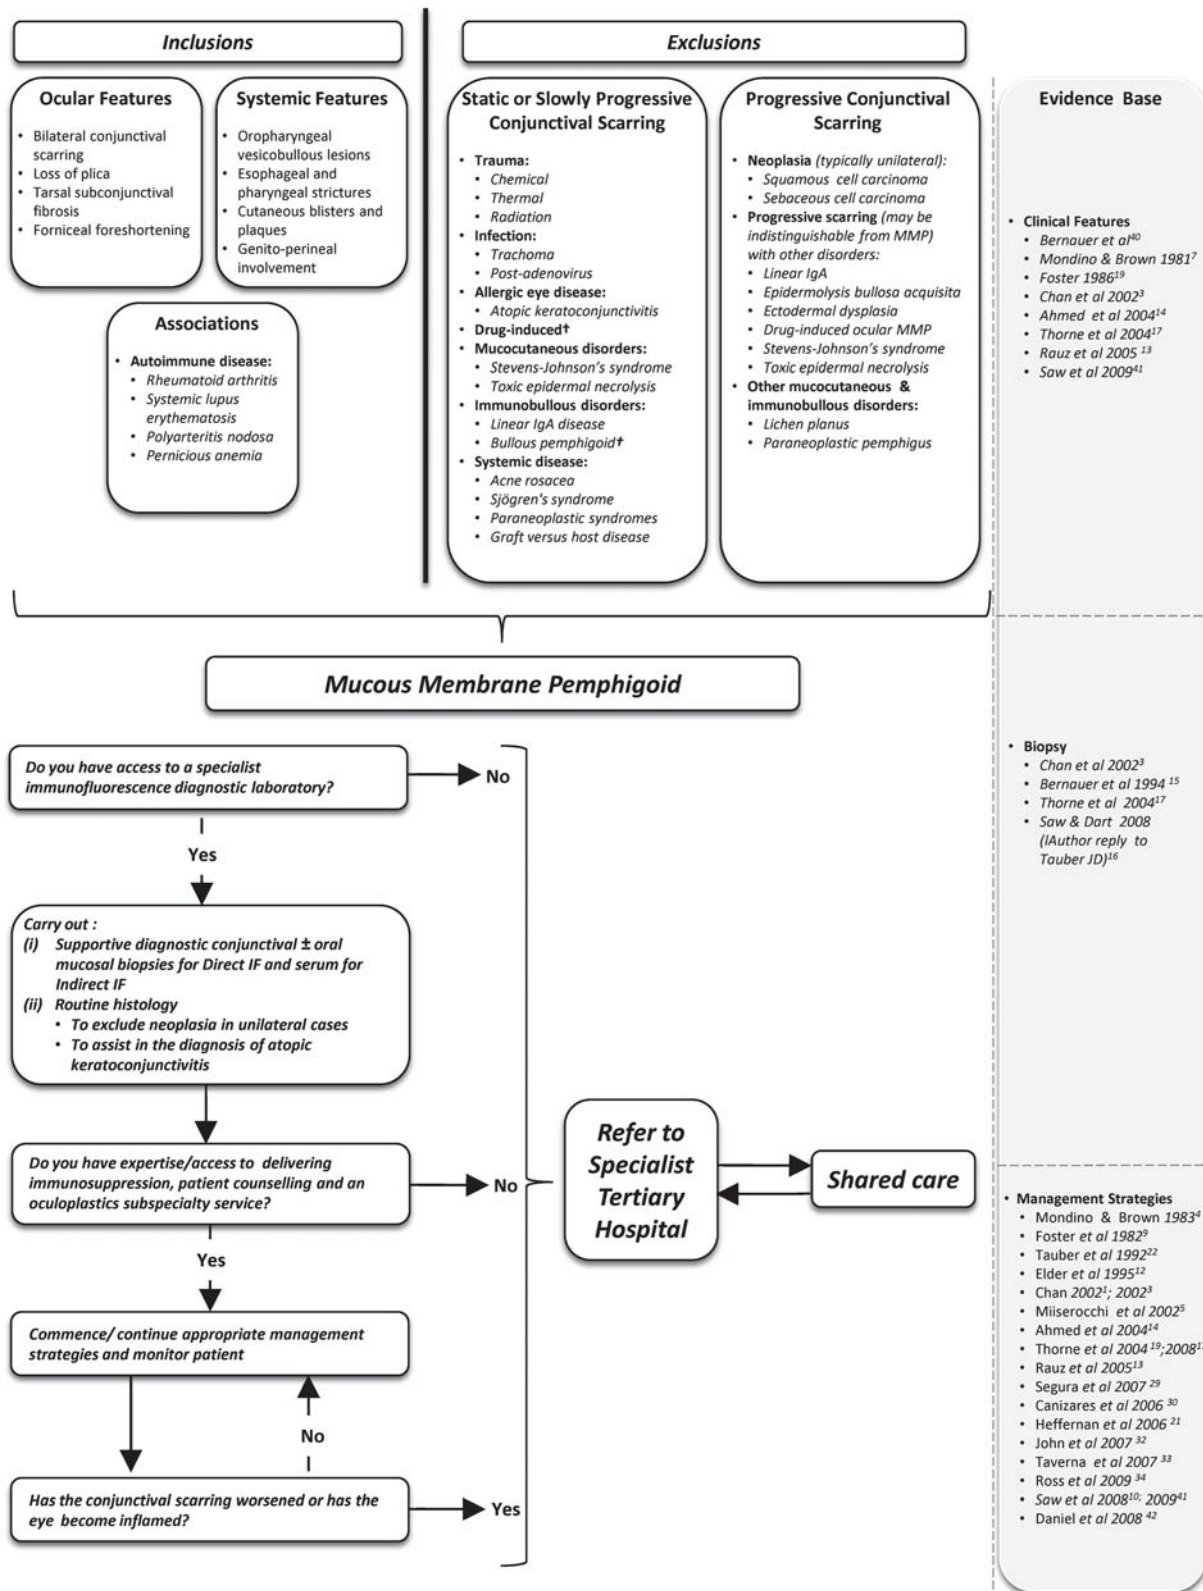 Inclusions
Exclusions
Ocular Features
• Bilateral conjunctival
scarring
• Loss of plica
• Tarsal subconjunctival
fibrosis
• Forniceal foreshortening
Systemic Features
• Oropharyngeal
vesicobullous lesions
• Esophageal and
pharyngeal strictures
• Cutaneous blisters and
plaques
• Genito-perineal
involvement
Associations
• Autoimmune disease:
• Rheumatoid arthritis
• Systemic lupus
erythematosis
• Polyarteritis nodosa
• Pernicious anemia
Static or Slowly Progressive
Conjunctival Scarring
• Trauma:
• Chemical
• Thermal
• Radiation
• Infection:
• Trachoma
• Post-adenovirus
• Allergic eye disease:
• Atopic keratoconjunctivitis
• Drug-induced†
• Mucocutaneous disorders:
• Stevens-Johnson's syndrome
• Toxic epidermal necrolysis
• Immunobullous disorders:
• Linear IgA disease
• Bullous pemphigoid†
• Systemic disease:
• Acne rosacea
• Sjögren's syndrome
• Paraneoplastic syndromes
• Graft versus host disease
Progressive Conjunctival
Scarring
• Neoplasia (typically unilateral):
• Squamous cell carcinoma
• Sebaceous cell carcinoma
• Progressive scarring (may be
indistinguishable from MMP)
with other disorders:
• Linear IgA
• Epidermolysis bullosa acquisita
• Ectodermal dysplasia
• Drug-induced ocular MMP
• Stevens-Johnson's syndrome
• Toxic epidermal necrolysis
• Other mucocutaneous &
immunobullous disorders:
• Lichen planus
• Paraneoplastic pemphigus
Evidence Base
• Clinical Features
• Bernauer et al40
• Mondino & Brown 19817
• Foster 198619
• Chan et al 20023
• Ahmed et al 200414
• Thorne et al 200417
• Rauz et al 2005 13
• Saw et al 200941
Mucous Membrane Pemphigoid
• Biopsy
• Chan et al 20023
• Bernauer et al 1994 15
• Thorne et al 200417
• Saw & Dart 2008
(lAuthor reply to
Tauber JD)16
Do you have access to a specialist
immunofluorescence diagnostic laboratory?
No
Yes
Carry out :
(i) Supportive diagnostic conjunctival ± oral
mucosal biopsies for Direct IF and serum for
Indirect IF
(ii) Routine histology
• To exclude neoplasia in unilateral cases
• To assist in the diagnosis of atopic
keratoconjunctivitis
Do you have expertise/access to delivering
immunosuppression, patient counselling and an
oculoplastics subspecialty service?
No
Yes
Commence/ continue appropriate management
strategies and monitor patient
No
Has the conjunctival scarring worsened or has the
eye become inflamed?
Yes
Refer to
Specialist
Tertiary
Hospital
Shared care
• Management Strategies
• Mondino & Brown 19834
• Foster et al 19829
• Tauber et al 199222
• Elder et al 199512
• Chan 20021; 20023
• Miiserocchi et al 20025
• Ahmed et al 200414
• Thorne et al 2004 19;2008
• Rauz et al 200513
• Segura et al 2007 29
• Canizares et al 2006 30
• Heffernan et al 2006 21
• John et al 2007 32
• Taverna et al 2007 33
• Ross et al 2009 34
• Saw et al 200810; 200941
• Daniel et al 2008 42